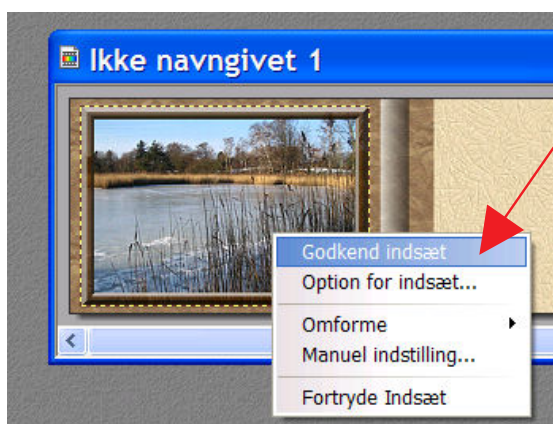 Ikke navngivet 1
Godkend indsæt
Option for indsæt...
Omforme
Manuel indstilling...
Fortryde Indsæt